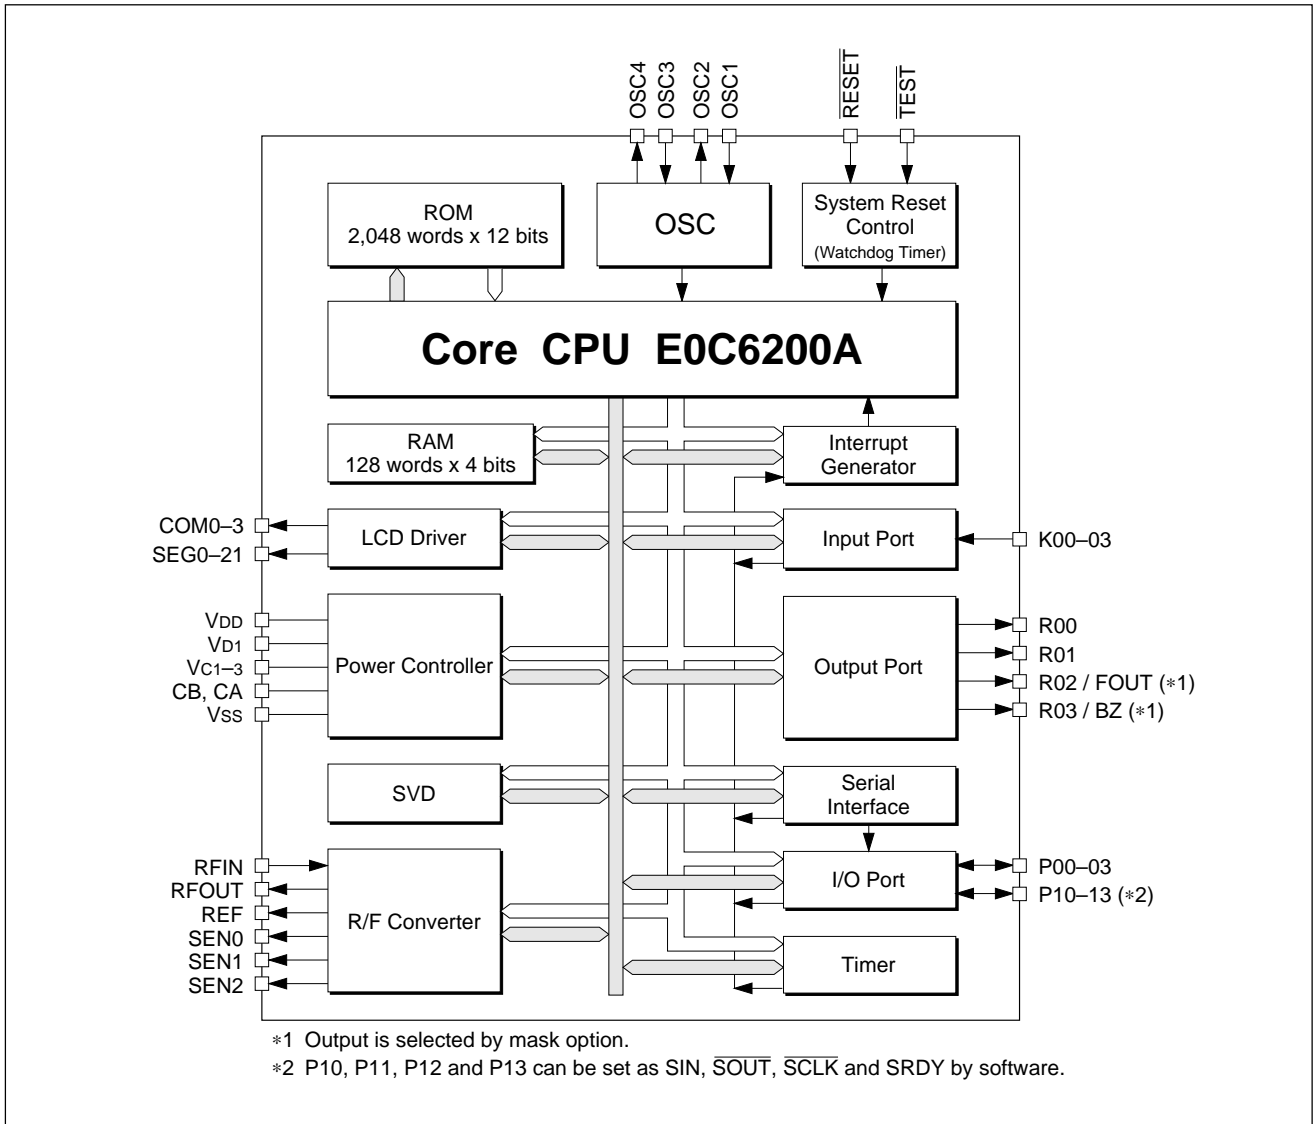 OSC4
OSC3
OSC2
OSC1
RESET
TEST
ROM
2,048 words x 12 bits
OSC
System Reset
Control
(Watchdog Timer)
Core CPU E0C6200A
RAM
128 words x 4 bits
Interrupt
Generator
COM0–3
SEG0–21
LCD Driver
Input Port
K00–03
VDD
VD1
VC1–3
CB, CA
VSS
Power Controller
Output Port
R00
R01
R02 / FOUT (*1)
R03 / BZ (*1)
SVD
Serial
Interface
RFIN
RFOUT
REF
SEN0
SEN1
SEN2
R/F Converter
I/O Port
P00–03
P10–13 (*2)
Timer
*1 Output is selected by mask option.
*2 P10, P11, P12 and P13 can be set as SIN, SOUT, SCLK and SRDY by software.